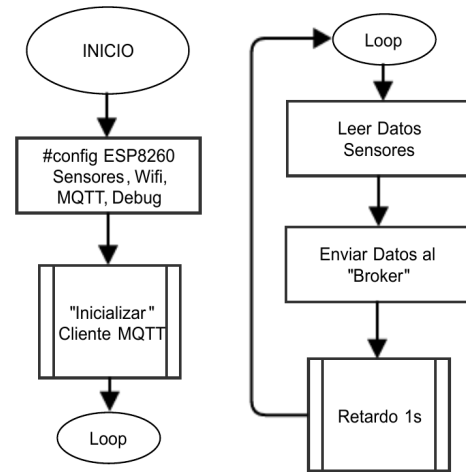 INICIO
#config ESP8260
Sensores, Wifi,
MQTT, Debug
"Inicializar"
Cliente MQTT
Loop
Loop
Leer Datos
Sensores
Enviar Datos al
"Broker"
Retardo 1s